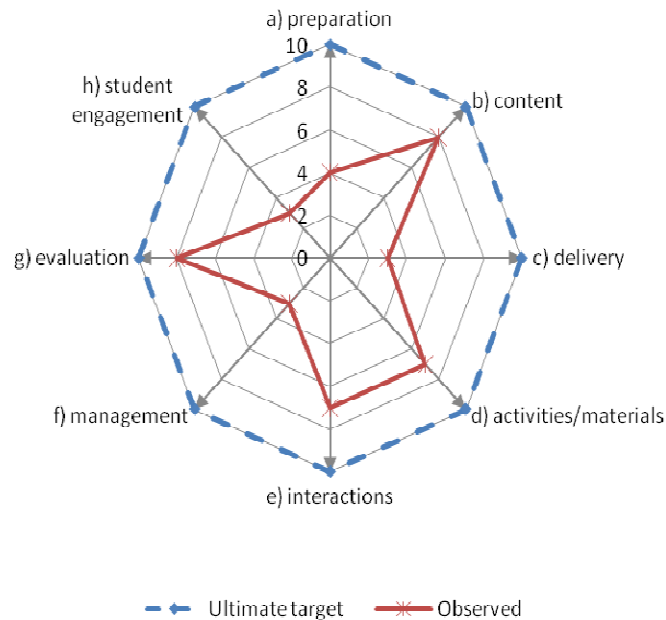 a) preparation
10
8
6
4
2
0
h) student
engagement
b) content
g) evaluation
c) delivery
f) management
d) activities/materials
e) interactions
Ultimate target
Observed